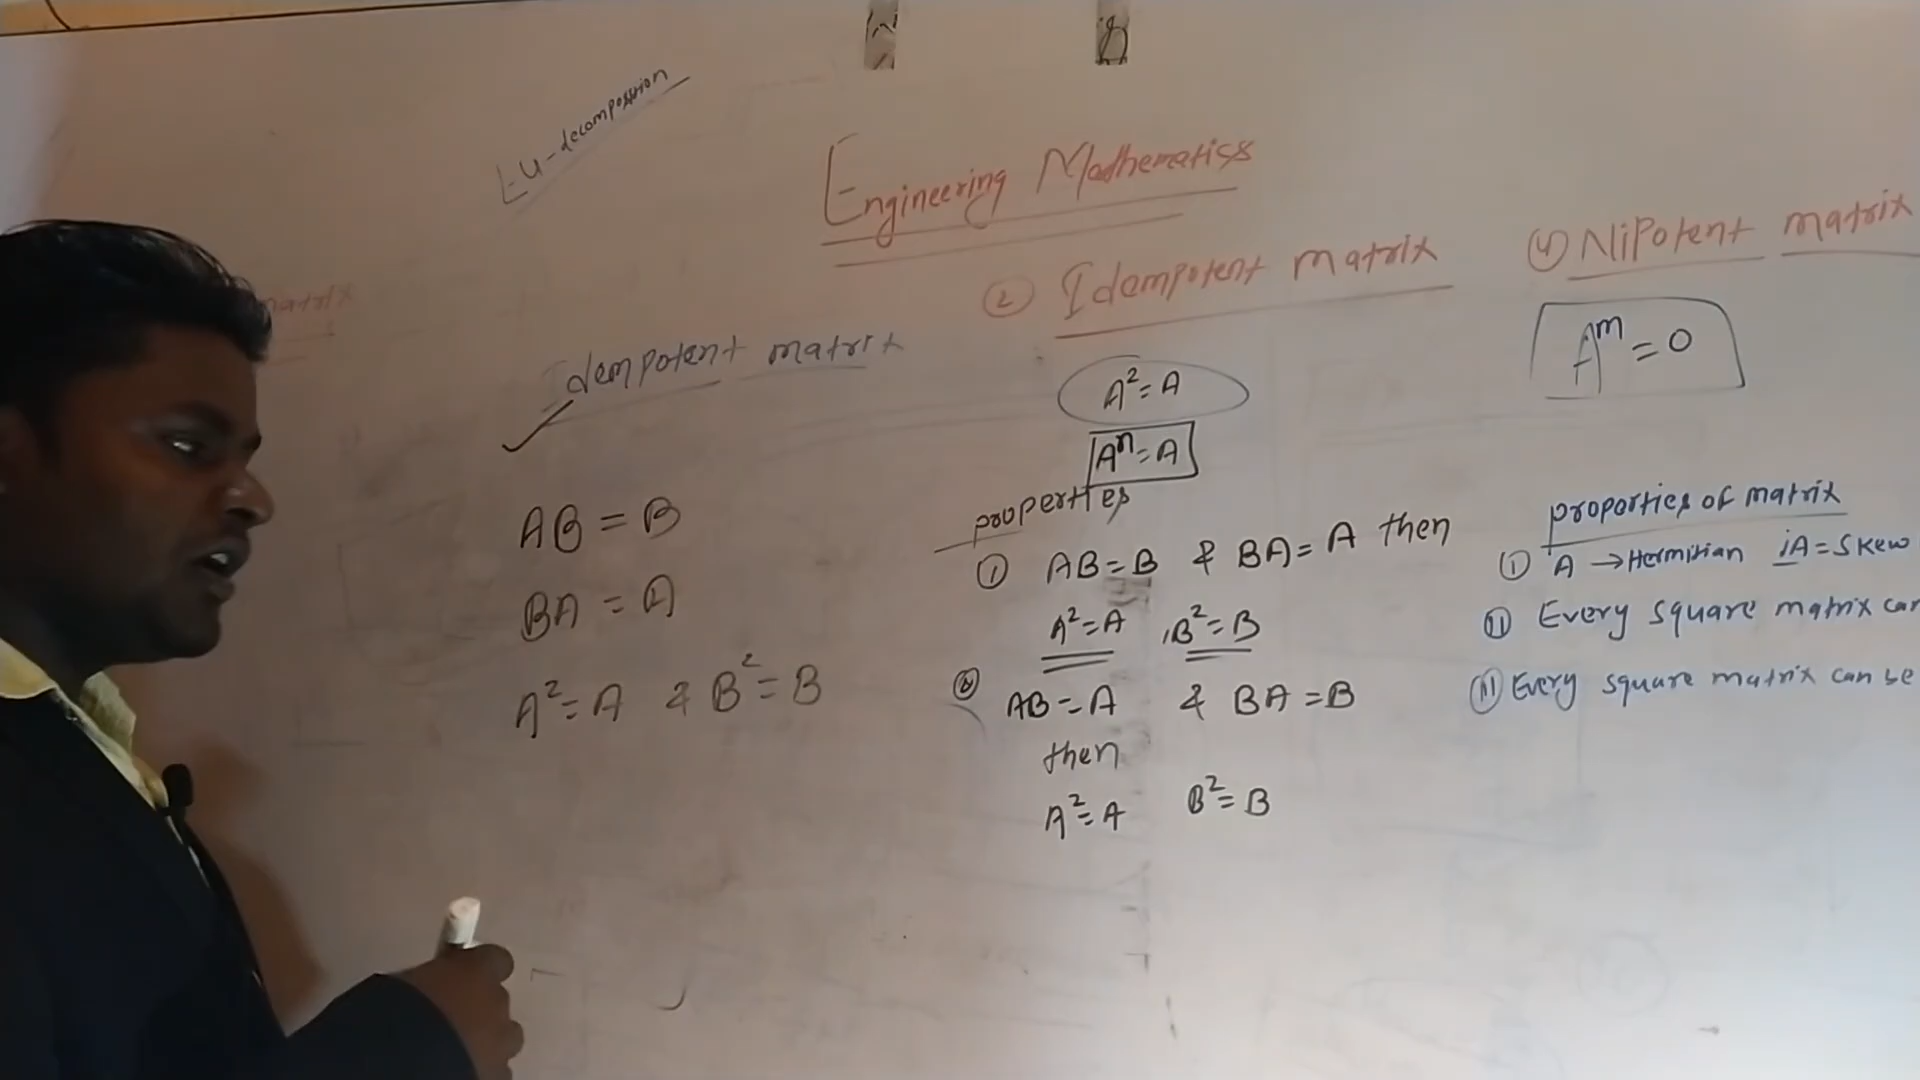 LU-decomposition
Engineering Mathematics
matrix
Idempotent matrix
AB = B
BA = A
A² = A & B² = B
② Idempotent matrix
A² = A
Aⁿ = A
properties
① AB = B & BA = A then
A² = A , B² = B
② AB = A & BA = B
then
A² = A B² = B
④ NilPotent matrix
Aᵐ = 0
properties of matrix
① A → Hermitian iA = Skew
⑪ Every square matrix can
Every square matrix can be